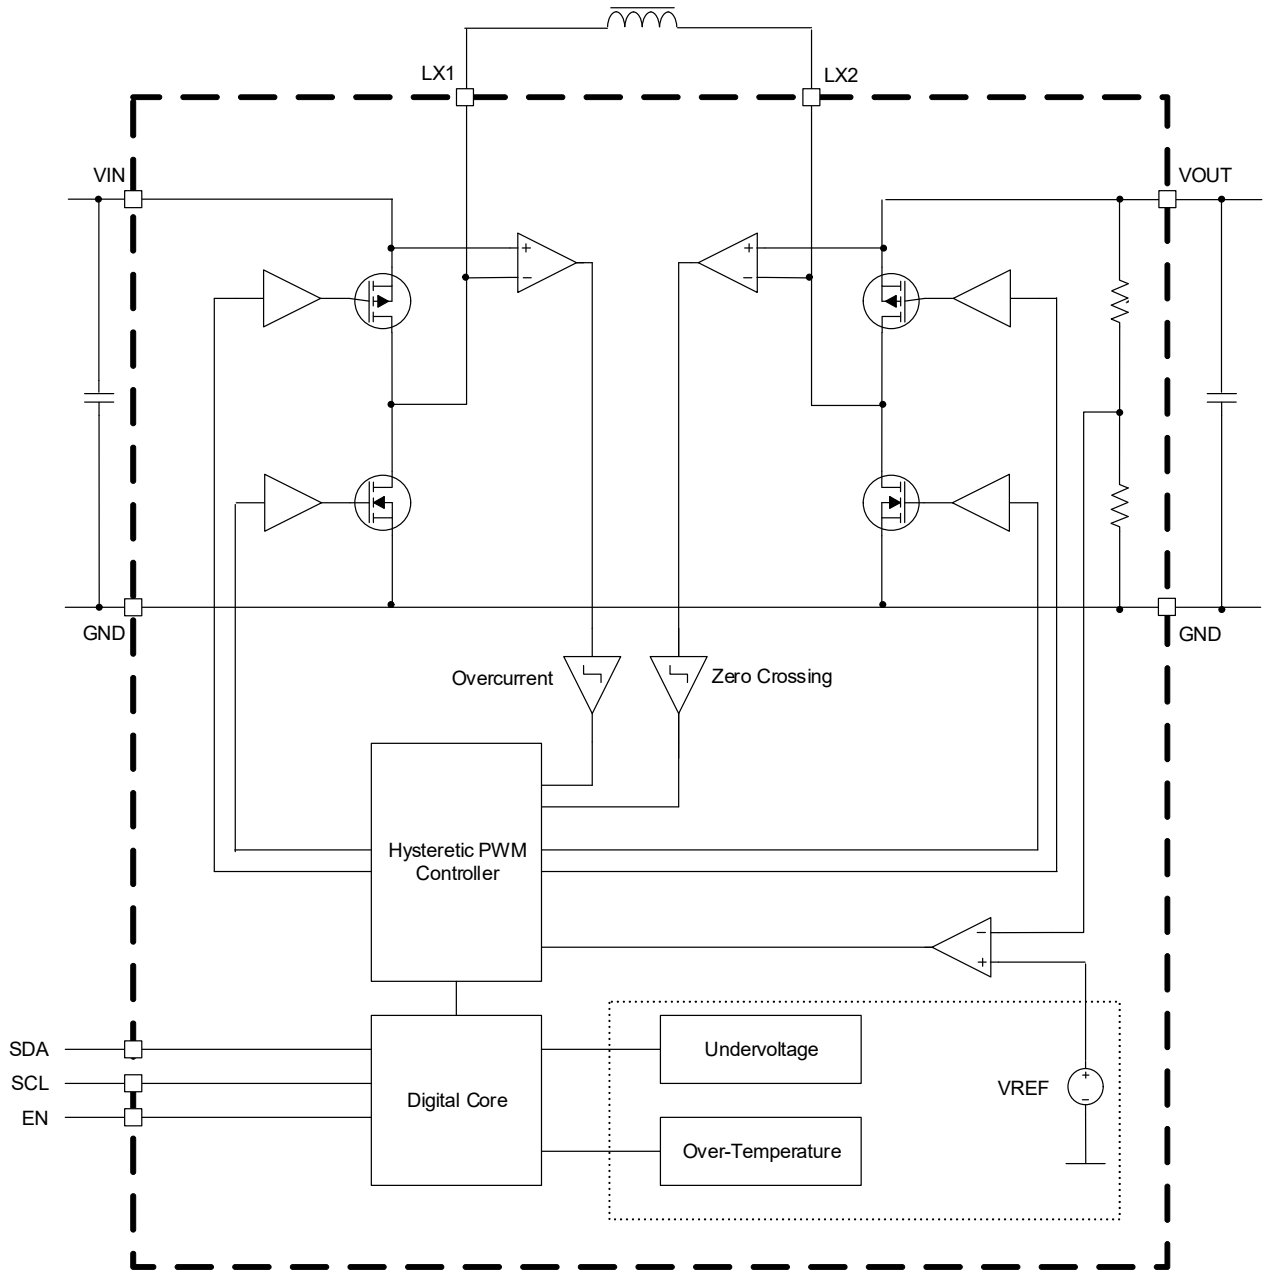 LX1
LX2
VIN
VOUT
+
−
+
−
GND
GND
Overcurrent
Zero Crossing
Hysteretic PWM
Controller
−
+
SDA
SCL
EN
Digital Core
Undervoltage
Over-Temperature
VREF
+
−